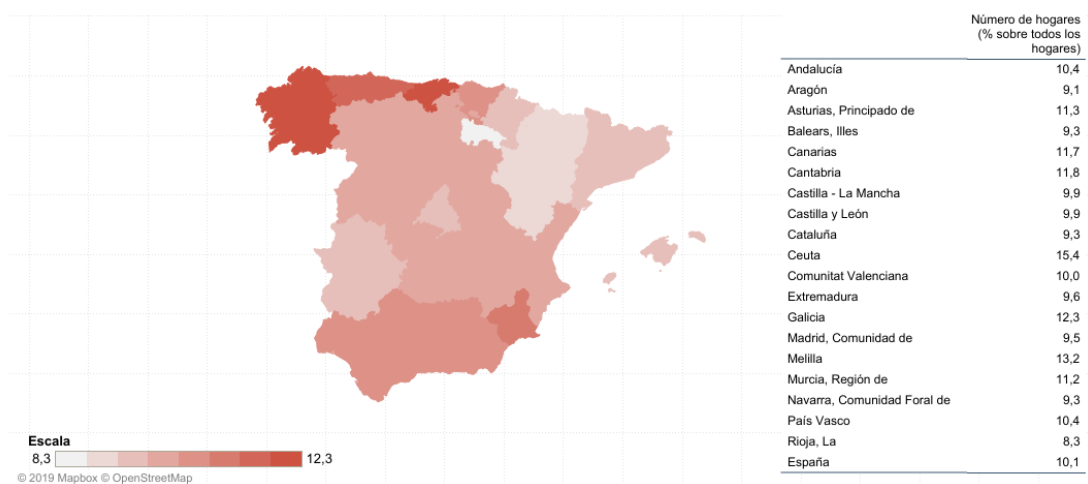 Número de hogares
(% sobre todos los
hogares)
Andalucía 10,4
Aragón 9,1
Asturias, Principado de 11,3
Balears, Illes 9,3
Canarias 11,7
Cantabria 11,8
Castilla - La Mancha 9,9
Castilla y León 9,9
Cataluña 9,3
Ceuta 15,4
Comunitat Valenciana 10,0
Extremadura 9,6
Galicia 12,3
Madrid, Comunidad de 9,5
Melilla 13,2
Murcia, Región de 11,2
Navarra, Comunidad Foral de 9,3
País Vasco 10,4
Rioja, La 8,3
España 10,1
Escala
8,3 12,3
© 2019 Mapbox © OpenStreetMap